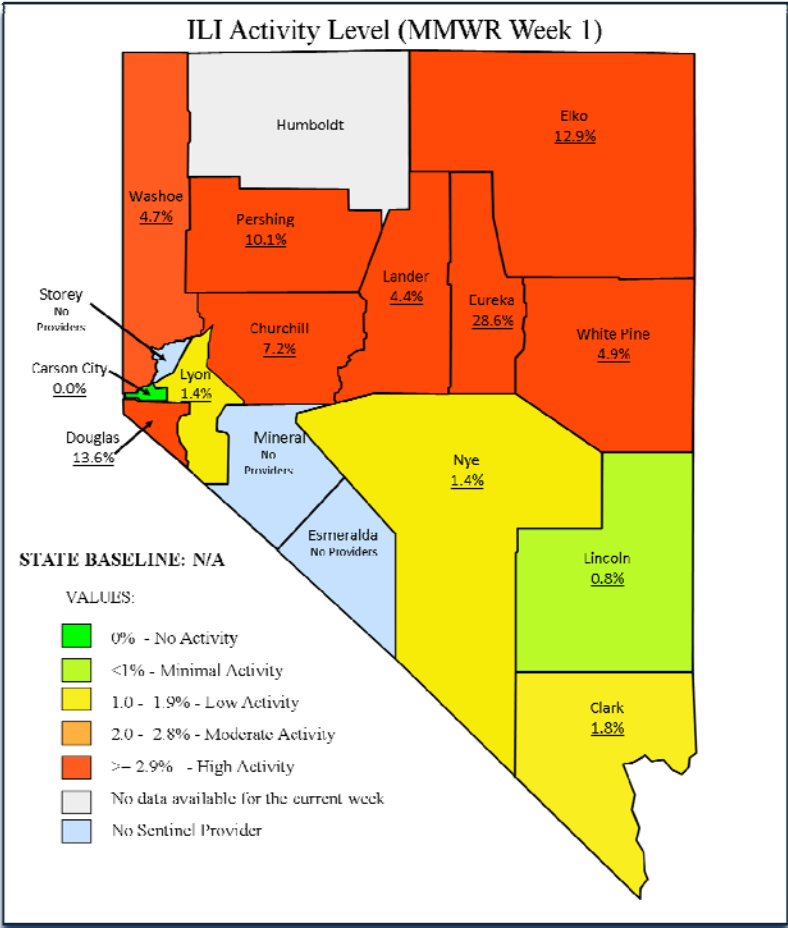 ILI Activity Level (MMWR Week 1)
Humboldt
Elko
12.9%
Washoe
4.7%
Pershing
10.1%
Lander
4.4%
Eureka
28.6%
Storey
No
Providers
Churchill
7.2%
White Pine
4.9%
Carson City
0.0%
Lyon
1.4%
Douglas
13.6%
Mineral
No
Providers
Nye
1.4%
Esmeralda
No Providers
Lincoln
0.8%
Clark
1.8%
STATE BASELINE: N/A
VALUES:
0% - No Activity
<1% - Minimal Activity
1.0 - 1.9% - Low Activity
2.0 - 2.8% - Moderate Activity
>= 2.9% - High Activity
No data available for the current week
No Sentinel Provider